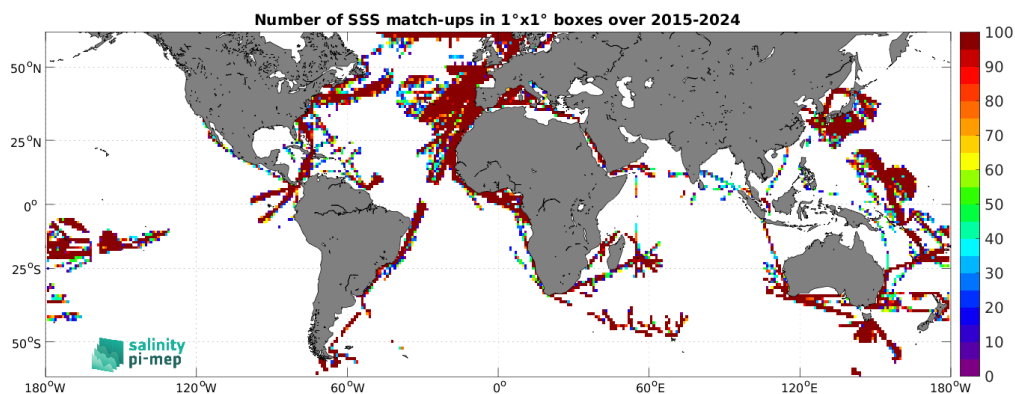 Number of SSS match-ups in 1°x1° boxes over 2015-2024
50°N
25°N
0°
25°S
50°S
180°W 120°W 60°W 0° 60°E 120°E 180°W
100
90
80
70
60
50
40
30
20
10
0
salinity
pi-mep